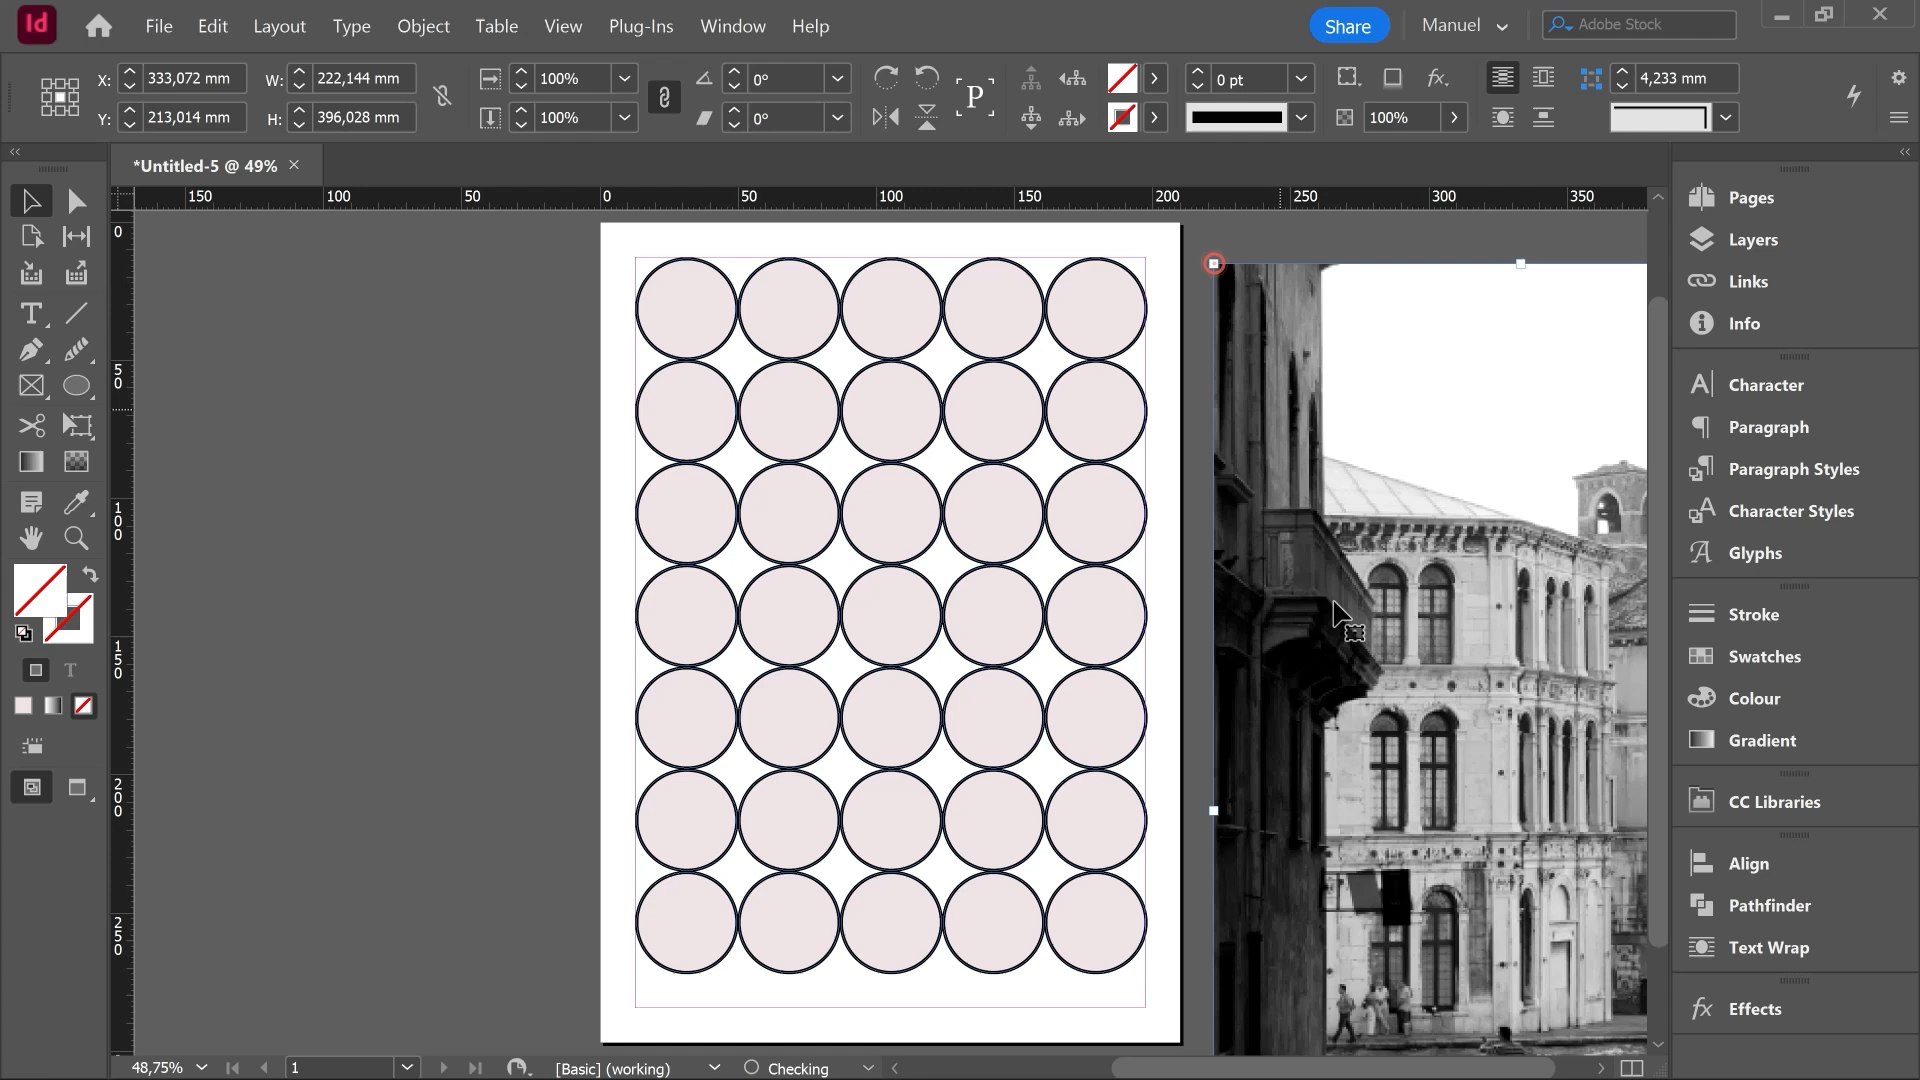 Id
File Edit Layout Type Object Table View Plug-Ins Window Help
Share Manuel Adobe Stock
X: 333,072 mm W: 222,144 mm 100% 0° P 0 pt 4,233 mm
Y: 213,014 mm H: 396,028 mm 100% 0° 100%
*Untitled-5 @ 49%
150 100 50 0 50 100 150 200 250 300 350
0
50
100
150
200
250
T
Pages
Layers
Links
Info
Character
Paragraph
Paragraph Styles
Character Styles
Glyphs
Stroke
Swatches
Colour
Gradient
CC Libraries
Align
Pathfinder
Text Wrap
fx Effects
48,75% 1 [Basic] (working) Checking